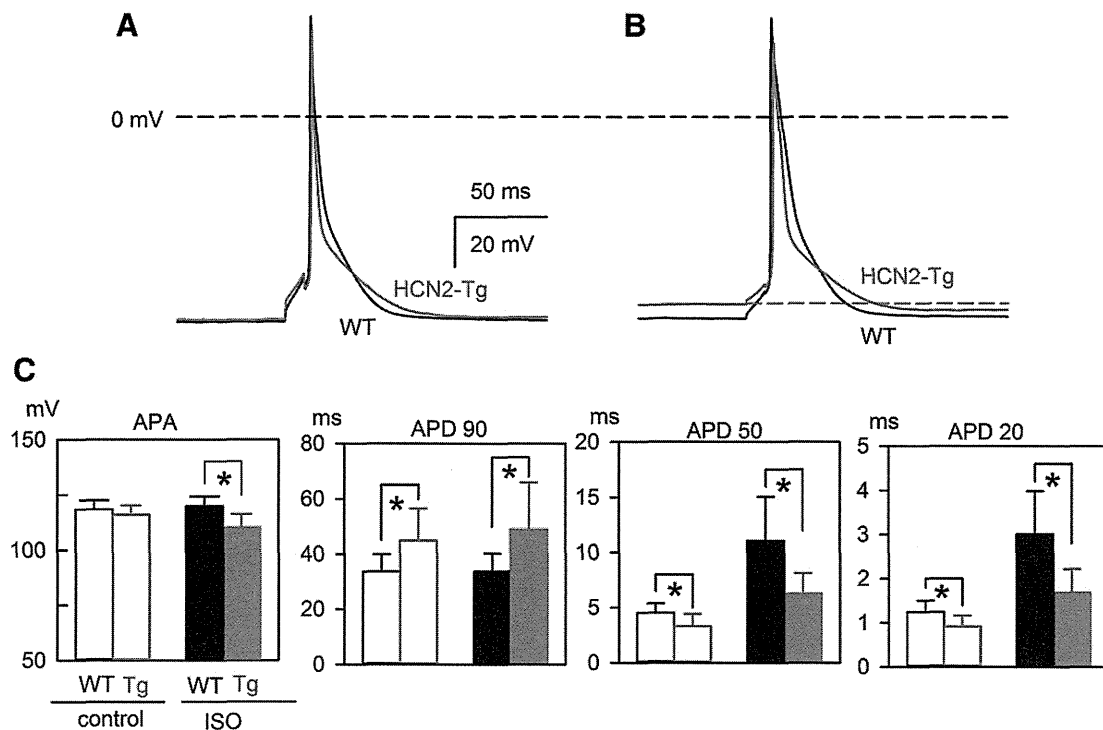 A
B
0 mV
50 ms
20 mV
HCN2-Tg
WT
HCN2-Tg
WT
C
mV
APA
150
100
50
WT Tg WT Tg
control ISO
ms
APD 90
80
60
40
20
0
*
*
*
ms
APD 50
20
15
10
5
0
*
*
ms
APD 20
5
4
3
2
1
0
*
*